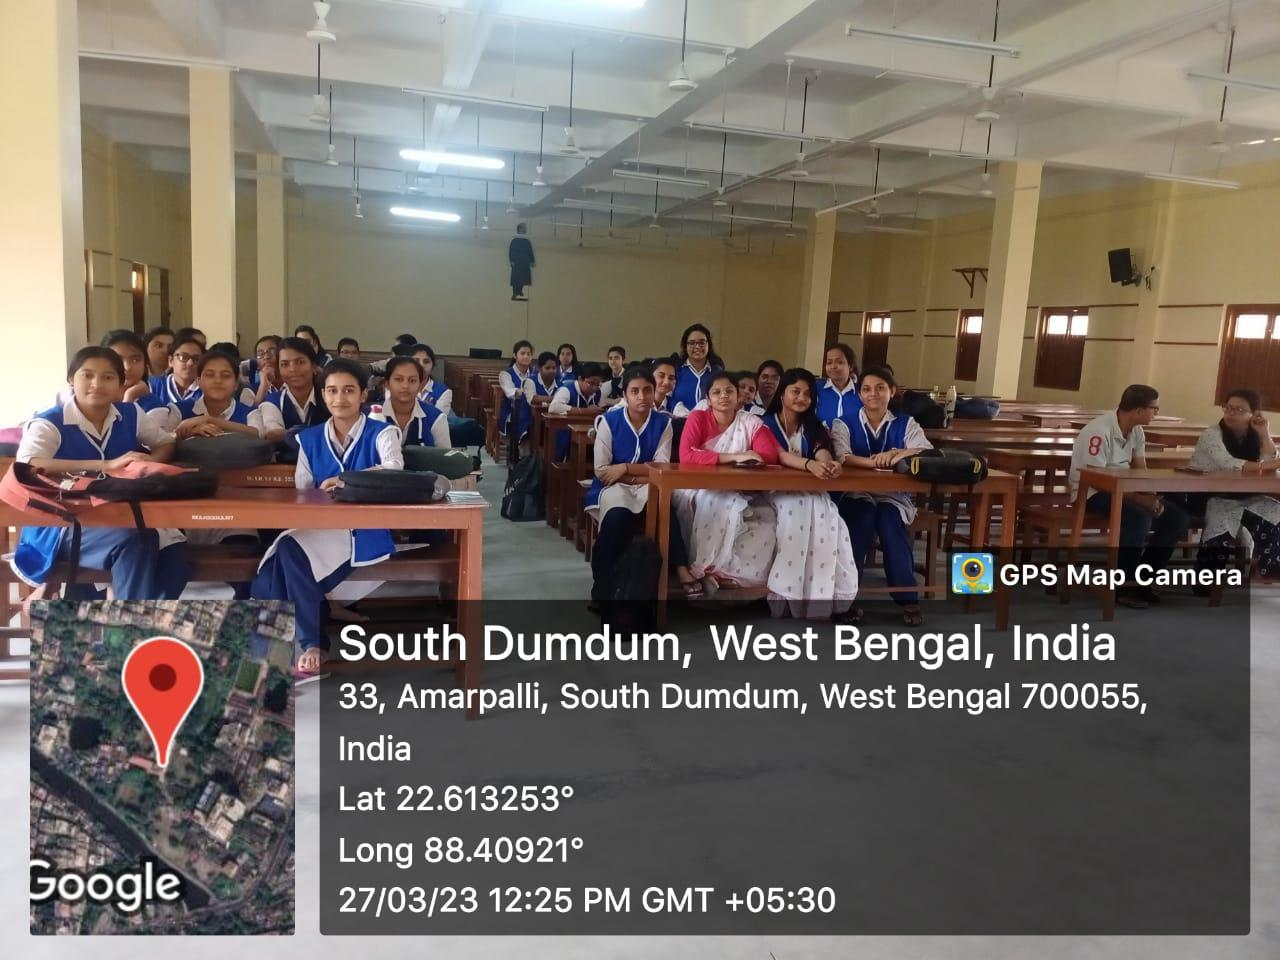 8
GPS Map Camera
South Dumdum, West Bengal, India
33, Amarpalli, South Dumdum, West Bengal 700055,
India
Lat 22.613253°
Long 88.40921°
27/03/23 12:25 PM GMT +05:30
Google